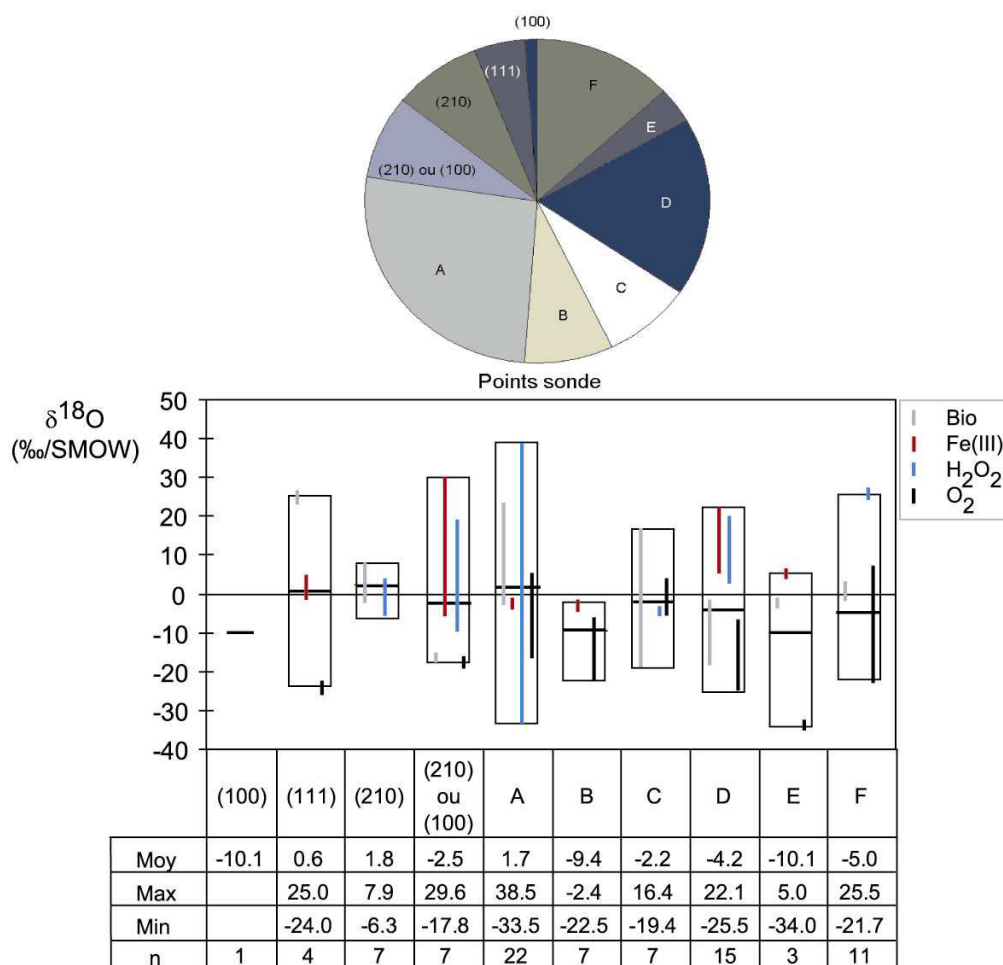 (100)
(111)
F
(210)
E
(210) ou (100)
D
A
C
B
Points sonde
δ18O
(‰/SMOW)
50
40
30
20
10
0
-10
-20
-30
-40
Bio
Fe(III)
H2O2
O2
(100) (111) (210) (210) ou (100) A B C D E F
Moy -10.1 0.6 1.8 -2.5 1.7 -9.4 -2.2 -4.2 -10.1 -5.0
Max 25.0 7.9 29.6 38.5 -2.4 16.4 22.1 5.0 25.5
Min -24.0 -6.3 -17.8 -33.5 -22.5 -19.4 -25.5 -34.0 -21.7
n 1 4 7 7 22 7 7 15 3 11